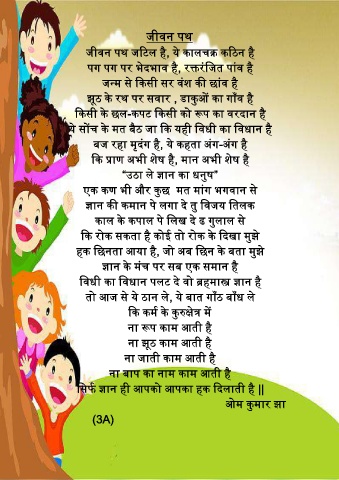 जीवन पथ
जीवन पथ जटिल है, ये कालचक्र कठिन है
पग पग पर भेदभाव है, रक्तरंजित पांव है
जन्म से किसी सर वंश की छांव है
झूठ के रथ पर सवार , डाकुओं का गाँव है
किसी के छल-कपट किसी को रूप का वरदान है
ये सोंच के मत बैठ जा कि यही विधी का विधान है
बज रहा मृदंग है, ये कहता अंग-अंग है
कि प्राण अभी शेष है, मान अभी शेष है
“उठा ले ज्ञान का धनुष”
एक कण भी और कुछ मत मांग भगवान से
ज्ञान की कमान पे लगा दे तु विजय तिलक
काल के कपाल पे लिख दे ढ गुलाल से
कि रोक सकता है कोई तो रोक के दिखा मुझे
हक छिनता आया है, जो अब छिन के बता मुझे
ज्ञान के मंच पर सब एक समान है
विधी का विधान पलट दे वो ब्रहमास्त्र ज्ञान है
तो आज से ये ठान ले, ये बात गाँठ बाँध ले
कि कर्म के कुरुक्षेत्र में
ना रूप काम आती है
ना झूठ काम आती है
ना जाती काम आती है
ना बाप का नाम काम आती है
सिर्फ ज्ञान ही आपको आपका हक दिलाती है ||
ओम कुमार झा
(3A)